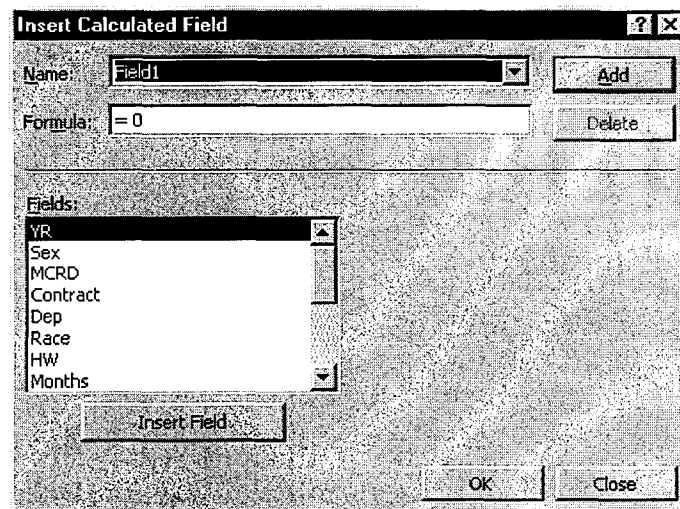 Insert Calculated Field
Name: Field1 Add
Formula: = 0 Delete
Fields:
YR
Sex
MCRD
Contract
Dep
Race
HW
Months
Insert Field
OK Close